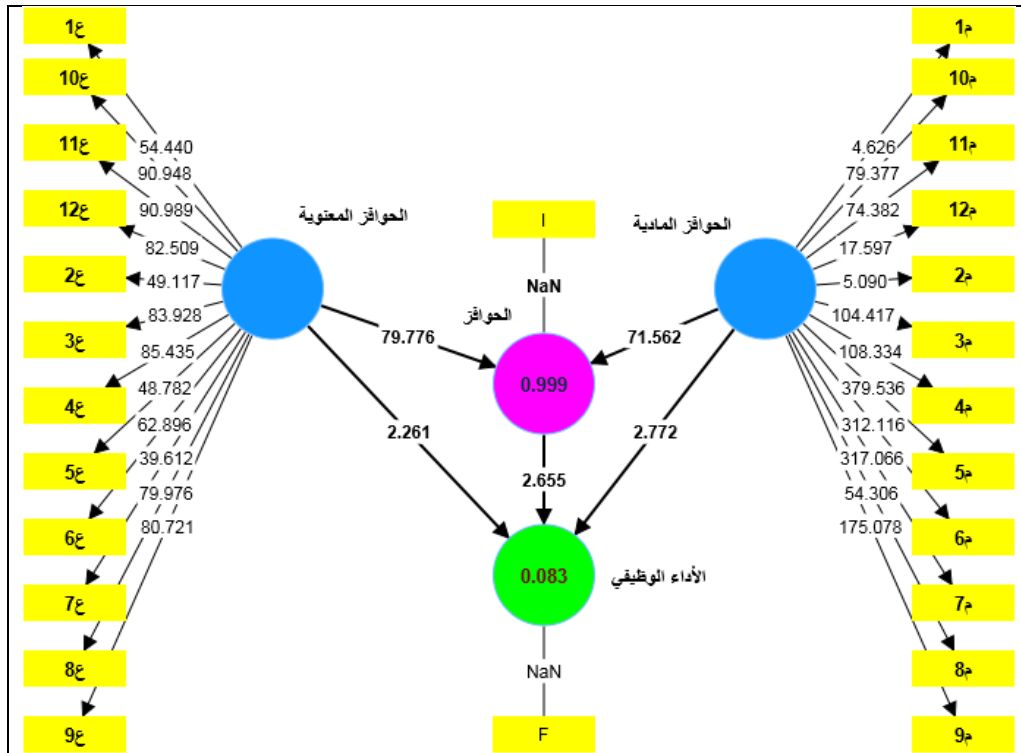 ع1
م1
ع10
م10
ع11
م11
ع12
م12
ع2
م2
ع3
م3
ع4
م4
ع5
م5
ع6
م6
ع7
م7
ع8
م8
ع9
م9
54.440
90.948
90.989
82.509
49.117
83.928
85.435
48.782
62.896
39.612
79.976
80.721
4.626
79.377
74.382
17.597
5.090
104.417
108.334
379.536
312.116
317.066
54.306
175.078
الحوافز المعنوية
الحوافز المادية
I
NaN
الحوافز
79.776
71.562
0.999
2.261
2.772
2.655
0.083
الأداء الوظيفي
NaN
F